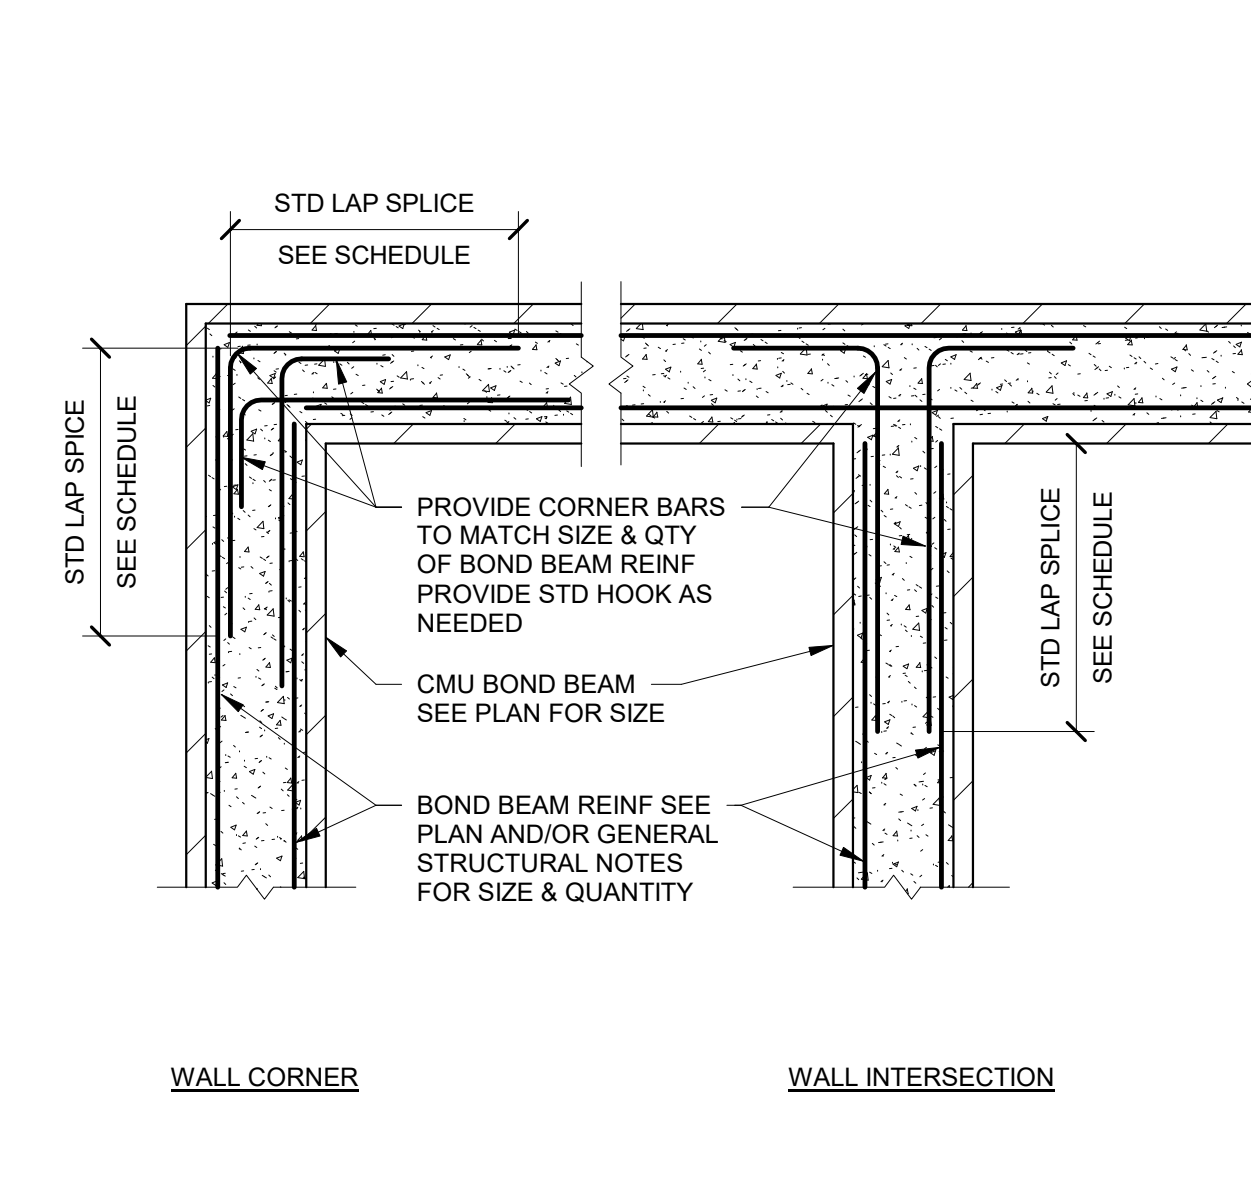 STD LAP SPLICE
SEE SCHEDULE
STD LAP SPICE
SEE SCHEDULE
PROVIDE CORNER BARS
TO MATCH SIZE & QTY
OF BOND BEAM REINF
PROVIDE STD HOOK AS
NEEDED
STD LAP SPLICE
SEE SCHEDULE
CMU BOND BEAM
SEE PLAN FOR SIZE
BOND BEAM REINF SEE
PLAN AND/OR GENERAL
STRUCTURAL NOTES
FOR SIZE & QUANTITY
WALL CORNER
WALL INTERSECTION